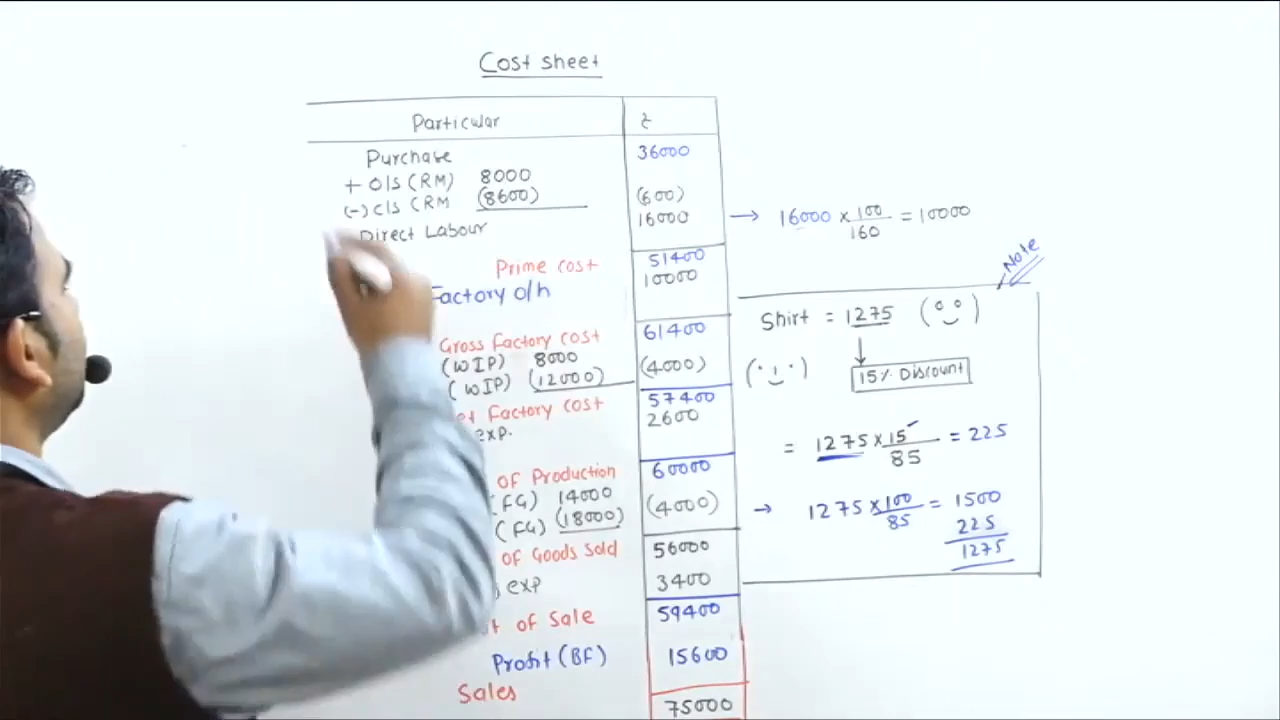 Cost sheet
Particular ₹
Purchase 36000
+ O/S (RM) 8000
(-) C/S (RM (8600) (600)
Direct Labour 16000 → 16000 × 100/160 = 10000
Prime cost 51400
Factory o/h 10000
Gross Factory cost 61400
(WIP) 8000
(WIP) (12000) (4000)
et Factory cost 57400
exp. 2600
of Production 60000
(FG) 14000
(FG) (18000) (4000)
of Goods Sold 56000
exp 3400
t of Sale 59400
Profit (BF) 15600
Sales 75000
Note
Shirt = 1275
↓
15% Discount
= 1275 × 15/85 = 225
→ 1275 × 100/85 = 1500
225
1275